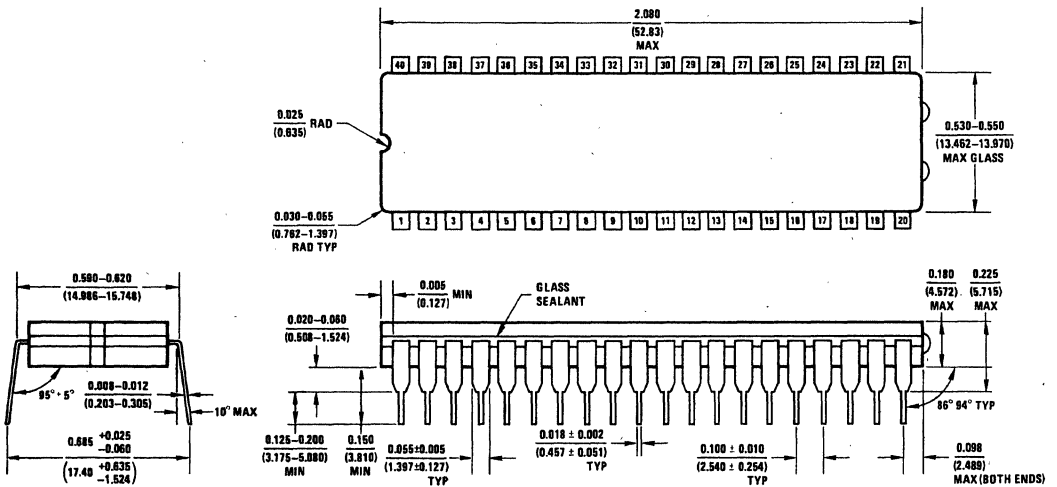 2.080
(52.83)
MAX
40 39 38 37 36 35 34 33 32 31 30 29 28 27 26 25 24 23 22 21
0.025
(0.635) RAD
0.530–0.550
(13.462–13.970)
MAX GLASS
0.030–0.055
(0.762–1.397)
RAD TYP
1 2 3 4 5 6 7 8 9 10 11 12 13 14 15 16 17 18 19 20
0.590–0.620
(14.986–15.748)
0.005
(0.127) MIN
GLASS
SEALANT
0.180
(4.572)
MAX
0.225
(5.715)
MAX
0.020–0.060
(0.508–1.524)
95° + 5°
0.008–0.012
(0.203–0.305)
10° MAX
86° 94° TYP
0.685 +0.025
-0.060
(17.40 +0.635
-1.524)
0.125–0.200
(3.175–5.080)
MIN
0.150
(3.810)
MIN
0.055±0.005
(1.397±0.127)
TYP
0.018 ± 0.002
(0.457 ± 0.051)
TYP
0.100 ± 0.010
(2.540 ± 0.254)
TYP
0.098
(2.489)
MAX (BOTH ENDS)